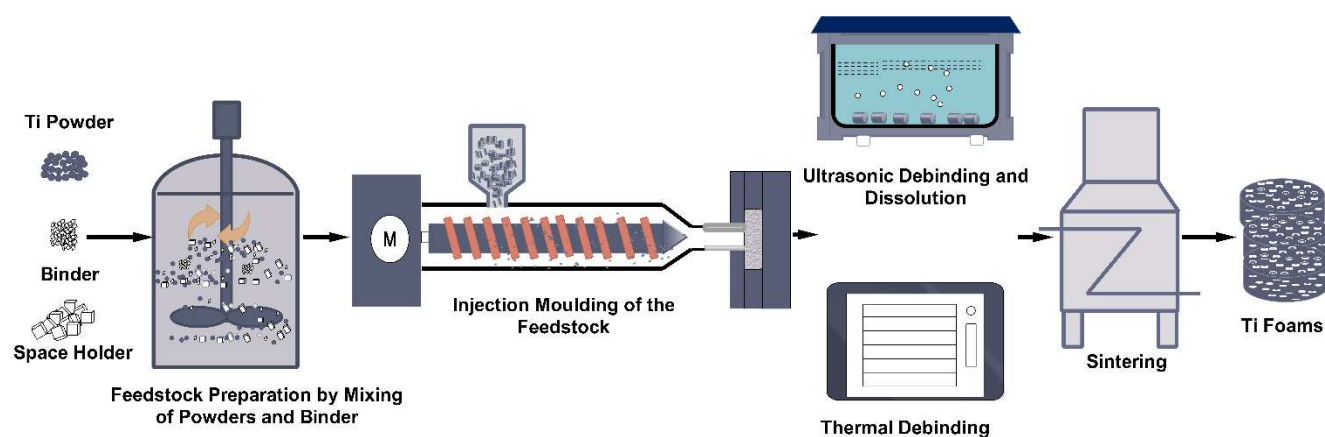 Ti Powder
Binder
Space Holder
Feedstock Preparation by Mixing
of Powders and Binder
M
Injection Moulding of the
Feedstock
Ultrasonic Debinding and
Dissolution
Thermal Debinding
Sintering
Ti Foams